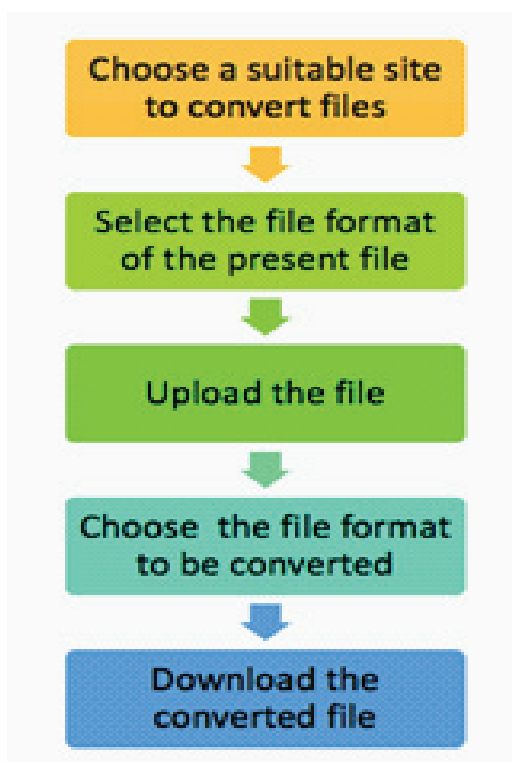 Choose a suitable site
to convert files
Select the file format
of the present file
Upload the file
Choose the file format
to be converted
Download the
converted file